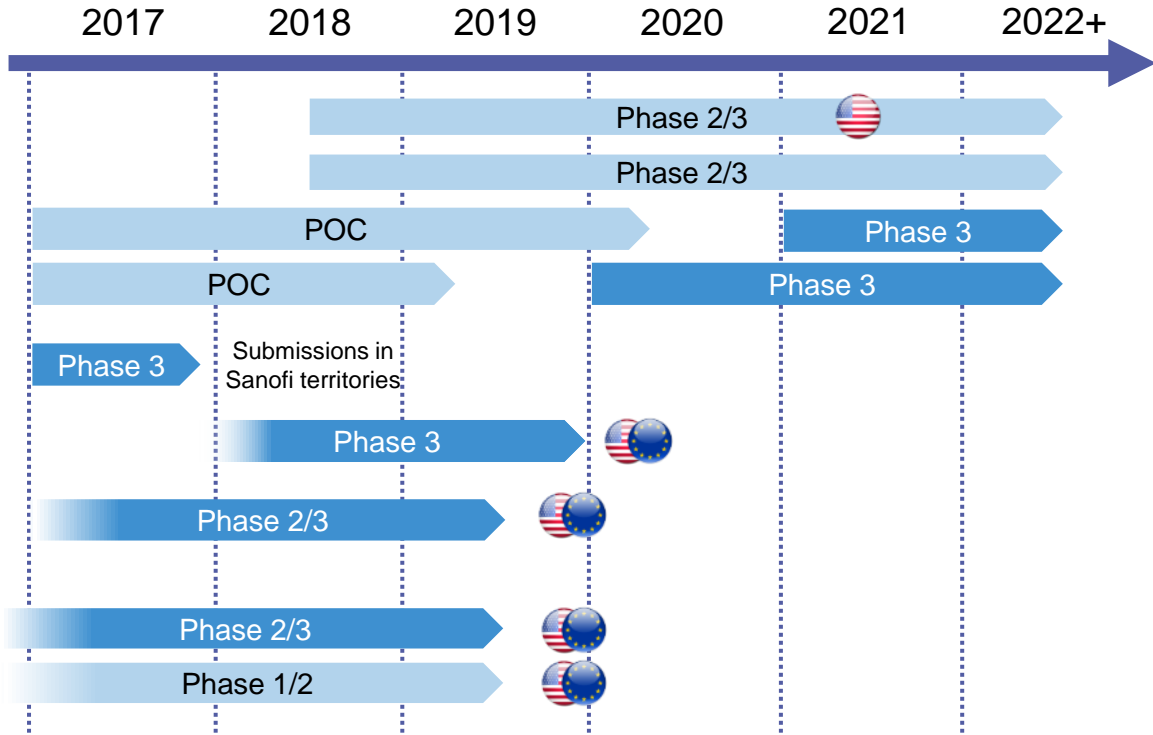 2017 2018 2019 2020 2021 2022+
Phase 2/3
Phase 2/3
POC Phase 3
POC Phase 3
Phase 3
Submissions in
Sanofi territories
Phase 3
Phase 2/3
Phase 2/3
Phase 1/2